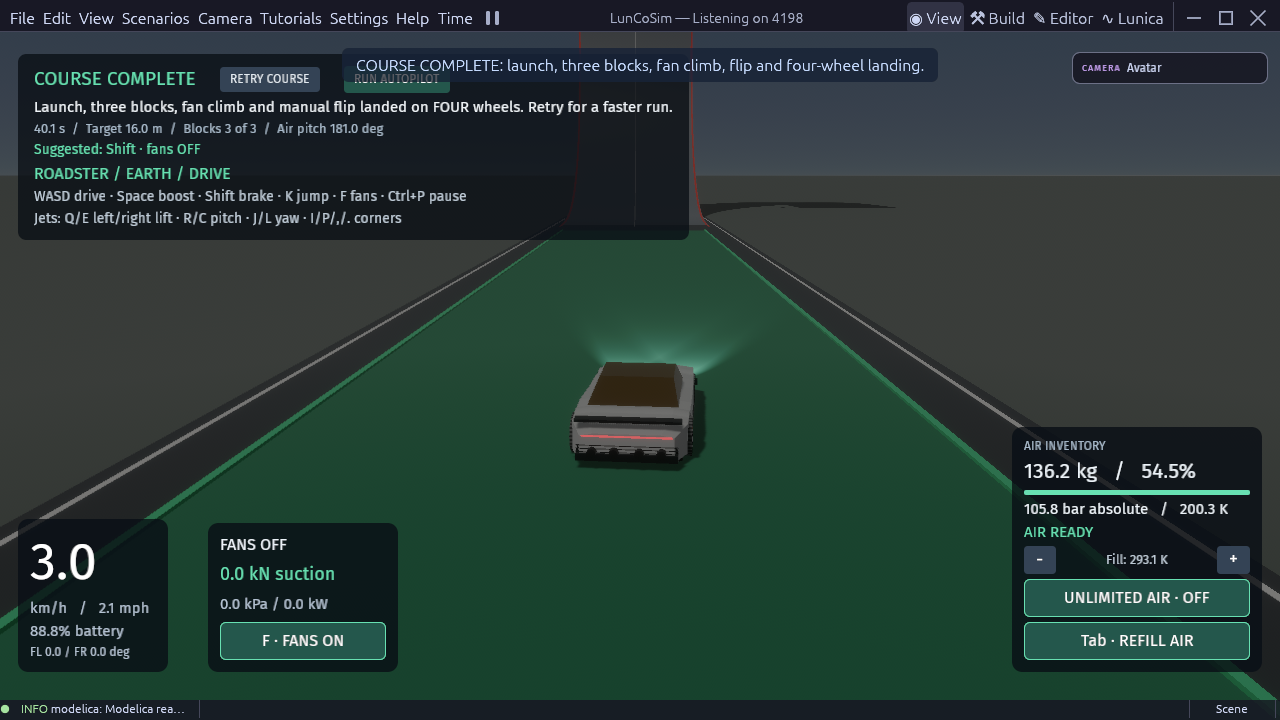 File Edit View Scenarios Camera Tutorials Settings Help Time
LunCoSim — Listening on 4198
View Build Editor Lunica
COURSE COMPLETE: launch, three blocks, fan climb, flip and four-wheel landing.
COURSE COMPLETE RETRY COURSE RUN AUTOPILOT
Launch, three blocks, fan climb and manual flip landed on FOUR wheels. Retry for a faster run.
40.1 s / Target 16.0 m / Blocks 3 of 3 / Air pitch 181.0 deg
Suggested: Shift · fans OFF
ROADSTER / EARTH / DRIVE
WASD drive · Space boost · Shift brake · K jump · F fans · Ctrl+P pause
Jets: Q/E left/right lift · R/C pitch · J/L yaw · I/P/,/. corners
CAMERA Avatar
3.0
km/h / 2.1 mph
88.8% battery
FL 0.0 / FR 0.0 deg
FANS OFF
0.0 kN suction
0.0 kPa / 0.0 kW
F · FANS ON
AIR INVENTORY
136.2 kg / 54.5%
105.8 bar absolute / 200.3 K
AIR READY
- Fill: 293.1 K +
UNLIMITED AIR · OFF
Tab · REFILL AIR
INFO modelica: Modelica rea…
Scene